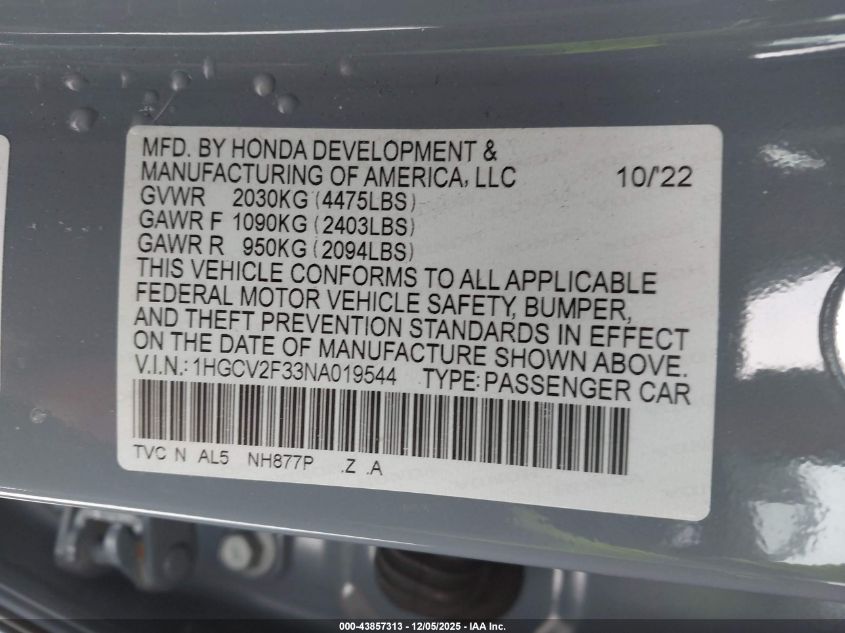 MFD. BY HONDA DEVELOPMENT &
MANUFACTURING OF AMERICA, LLC 10/'22
GVWR 2030KG (4475LBS)
GAWR F 1090KG (2403LBS)
GAWR R 950KG (2094LBS)
THIS VEHICLE CONFORMS TO ALL APPLICABLE
FEDERAL MOTOR VEHICLE SAFETY, BUMPER,
AND THEFT PREVENTION STANDARDS IN EFFECT
ON THE DATE OF MANUFACTURE SHOWN ABOVE.
V.I.N.: 1HGCV2F33NA019544 TYPE: PASSENGER CAR
TVC N AL5 NH877P .Z .A
000-43857313 - 12/05/2025 - IAA Inc.